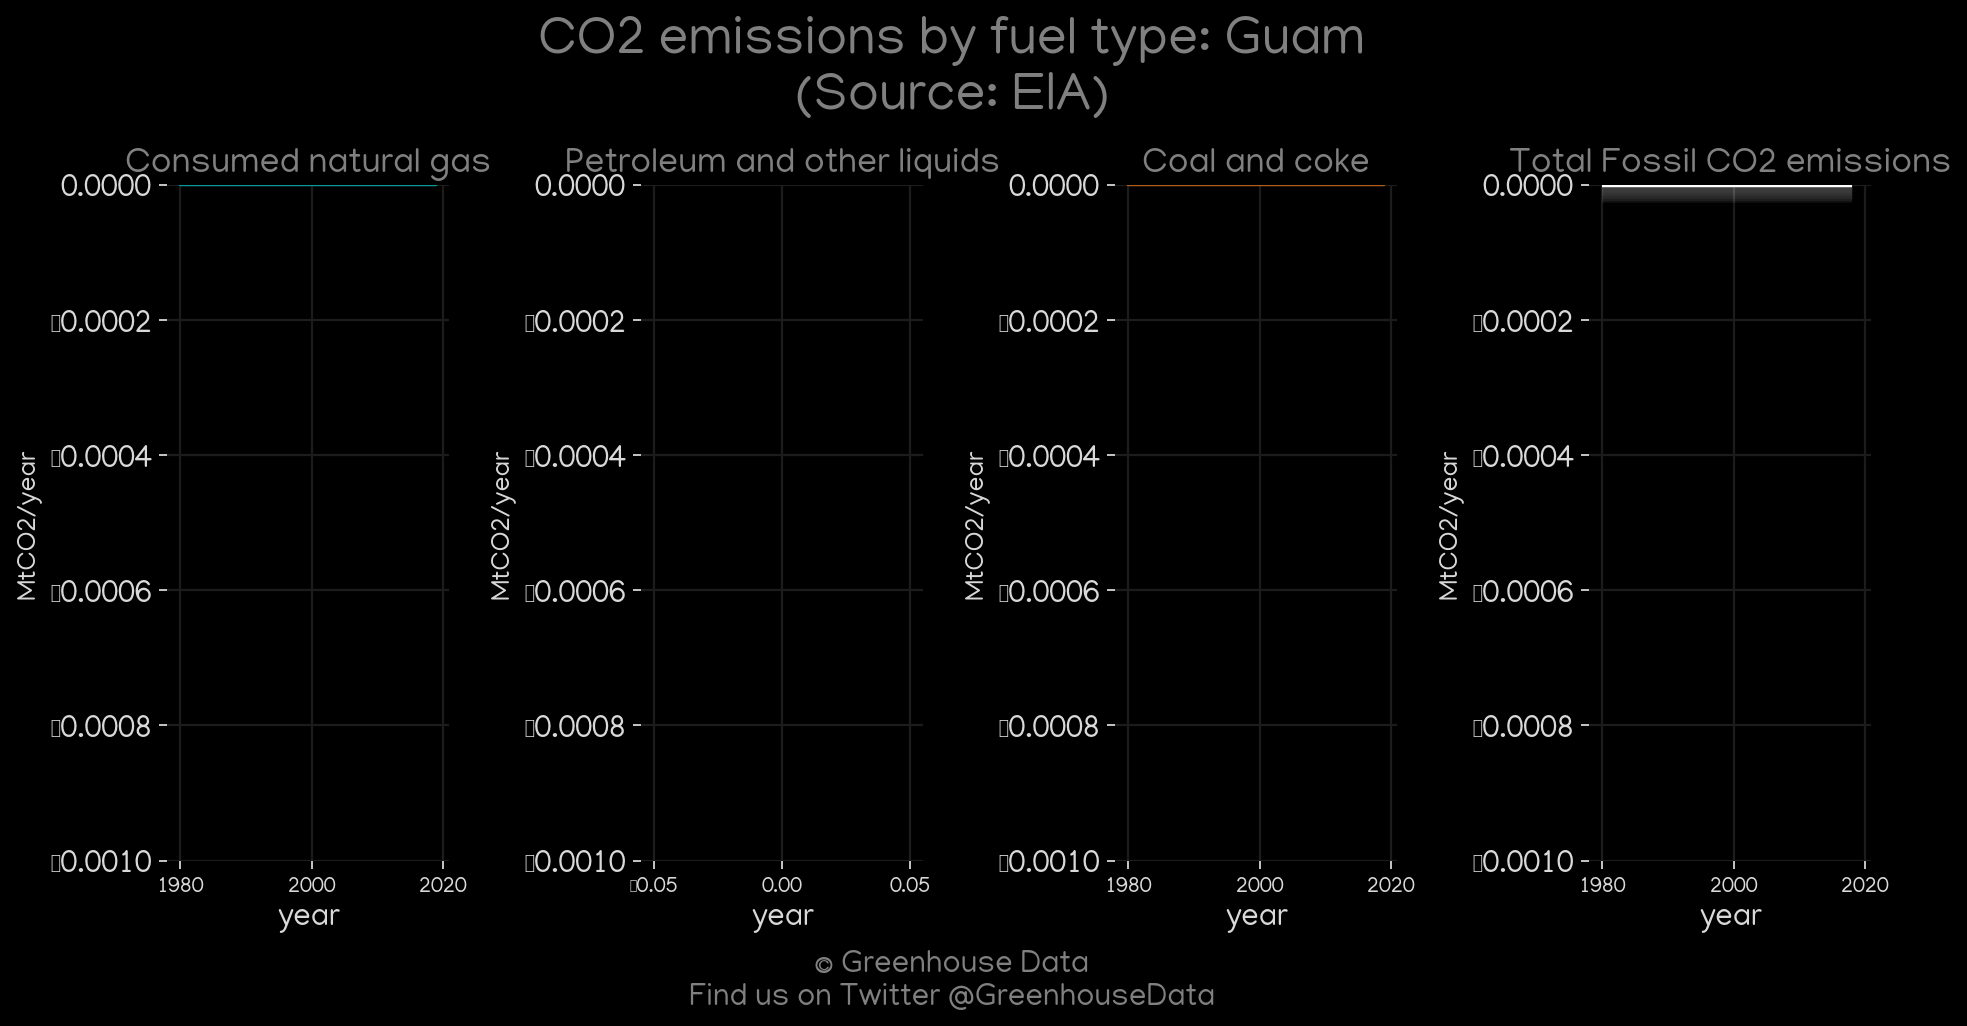 CO2 emissions by fuel type: Guam
(Source: EIA)
Consumed natural gas
0.0000
▯0.0002
▯0.0004
▯0.0006
▯0.0008
▯0.0010
MtCO2/year
1980 2000 2020
year
Petroleum and other liquids
0.0000
▯0.0002
▯0.0004
▯0.0006
▯0.0008
▯0.0010
MtCO2/year
▯0.05 0.00 0.05
year
Coal and coke
0.0000
▯0.0002
▯0.0004
▯0.0006
▯0.0008
▯0.0010
MtCO2/year
1980 2000 2020
year
Total Fossil CO2 emissions
0.0000
▯0.0002
▯0.0004
▯0.0006
▯0.0008
▯0.0010
MtCO2/year
1980 2000 2020
year
© Greenhouse Data
Find us on Twitter @GreenhouseData